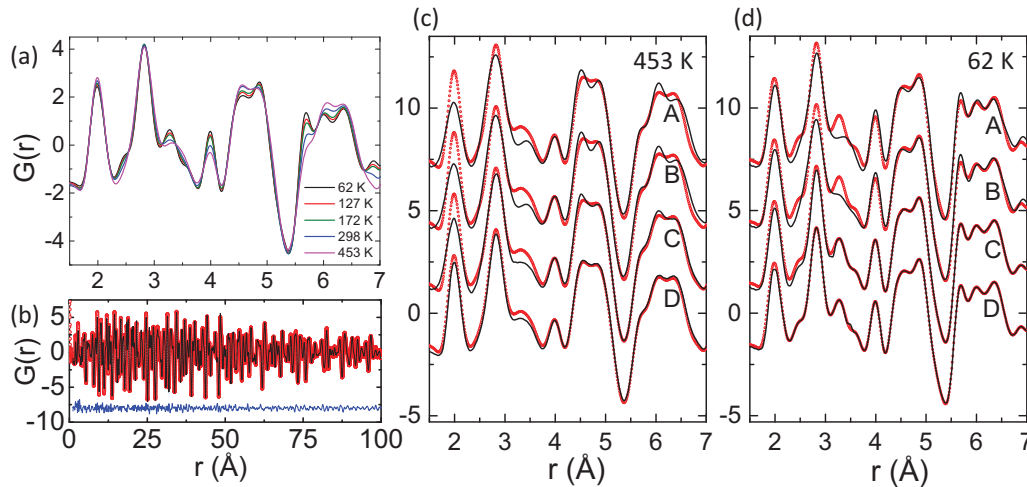 (a)
G(r)
4
2
0
-2
-4
62 K
127 K
172 K
298 K
453 K
2 3 4 5 6 7
(b)
G(r)
5
0
-5
-10
0 25 50 75 100
r (Å)
(c)
453 K
10
5
0
-5
A
B
C
D
2 3 4 5 6 7
r (Å)
(d)
62 K
10
5
0
-5
A
B
C
D
2 3 4 5 6 7
r (Å)